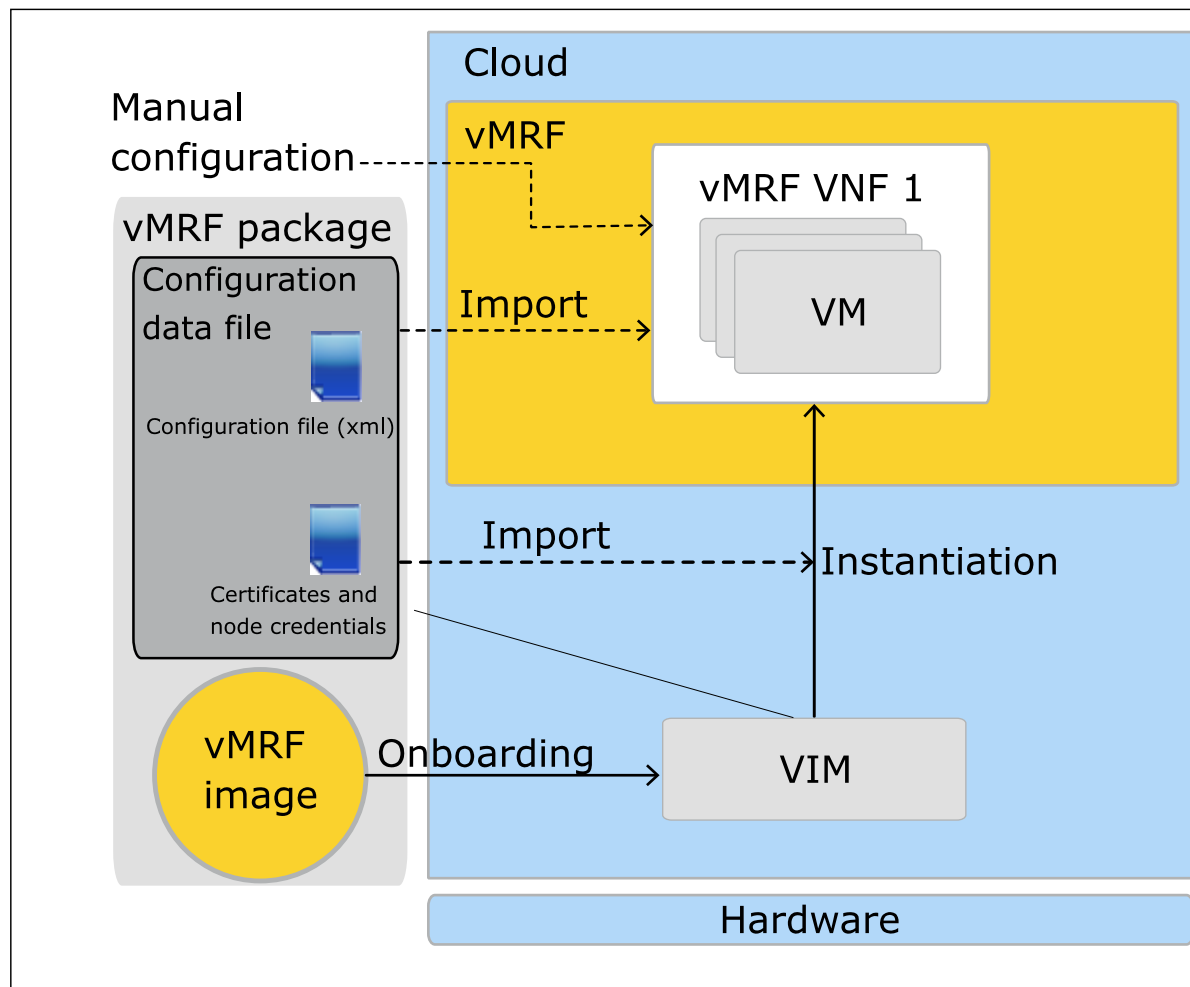 Cloud
Manual
configuration
vMRF
vMRF VNF 1
vMRF package
Configuration
data file
Import
VM
Configuration file (xml)
Import
Instantiation
Certificates and
node credentials
vMRF
image
Onboarding
VIM
Hardware